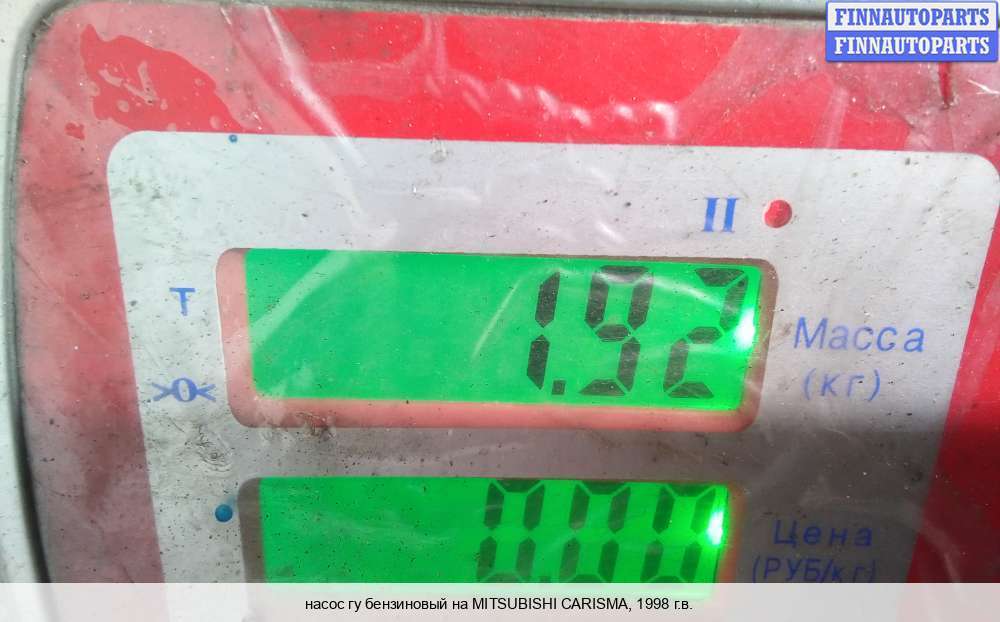 FINNAUTOPARTS
FINNAUTOPARTS
II
T
1.92
Масса
>0<
(кг)
0.00
Цена
(РУБ/кг)
насос гу бензиновый на MITSUBISHI CARISMA, 1998 г.в.